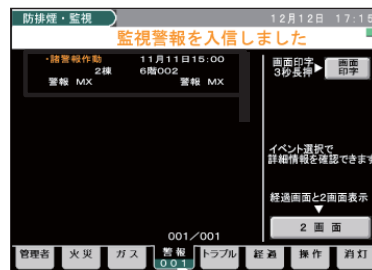 防排煙・監視 12月12日 17:15
監視警報を入信しました
・諸警報作動 11月11日15:00
2棟 6階002
警報 MX 警報 MX
画面印字▶
3秒長押
画面
印字
イベント選択で
詳細情報を確認できます
経過画面と2画面表示
▼
2 画 面
001/001
管理者 火災 ガス 警報 001 トラブル 経過 操作 消灯